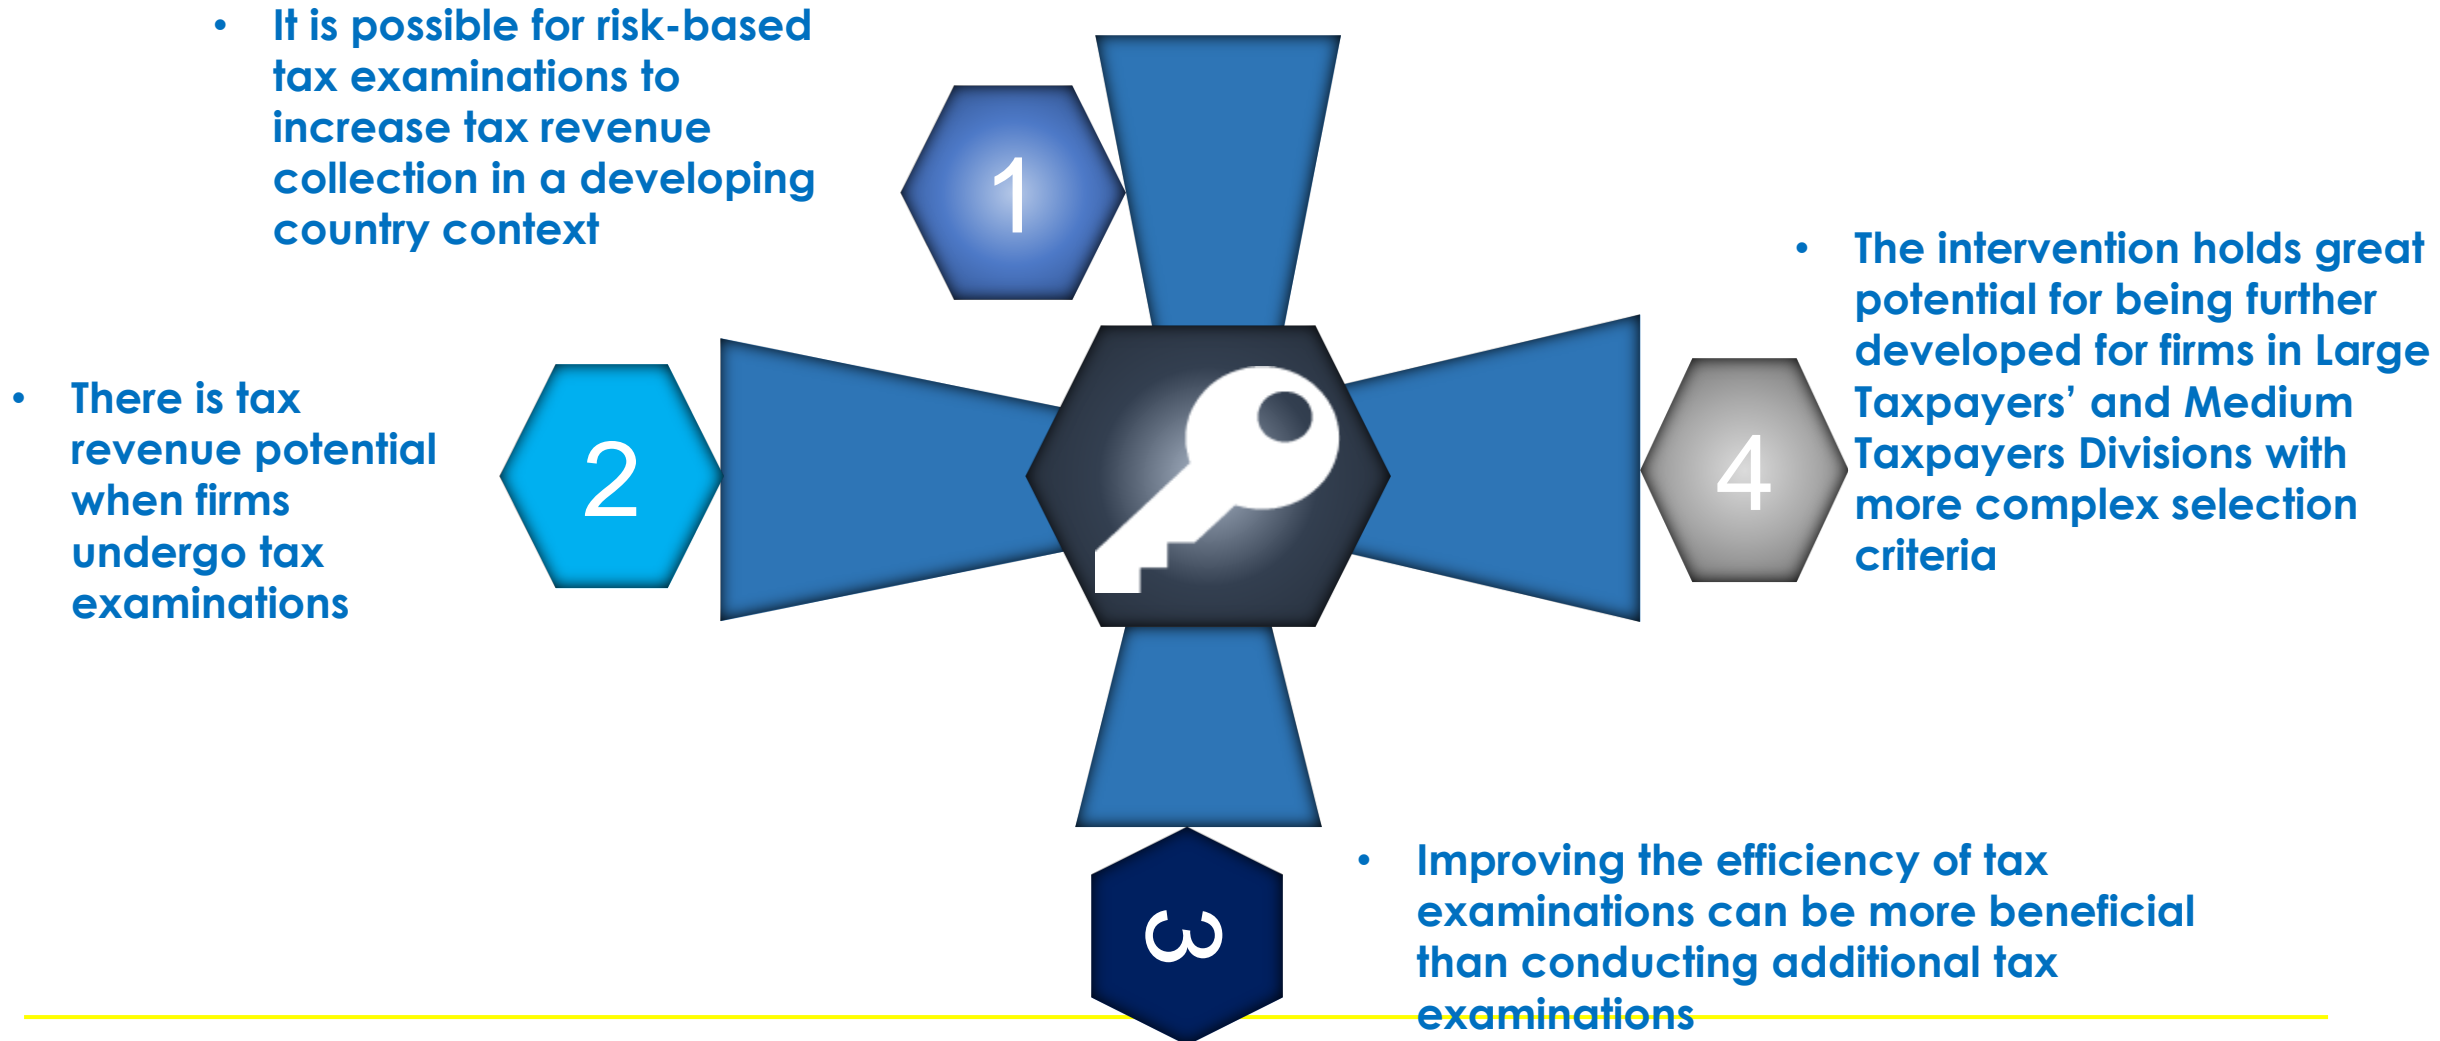 • It is possible for risk-based
tax examinations to
increase tax revenue
collection in a developing
country context
1
• There is tax
revenue potential
when firms
undergo tax
examinations
2
3
• Improving the efficiency of tax
examinations can be more beneficial
than conducting additional tax
examinations
4
• The intervention holds great
potential for being further
developed for firms in Large
Taxpayers’ and Medium
Taxpayers Divisions with
more complex selection
criteria